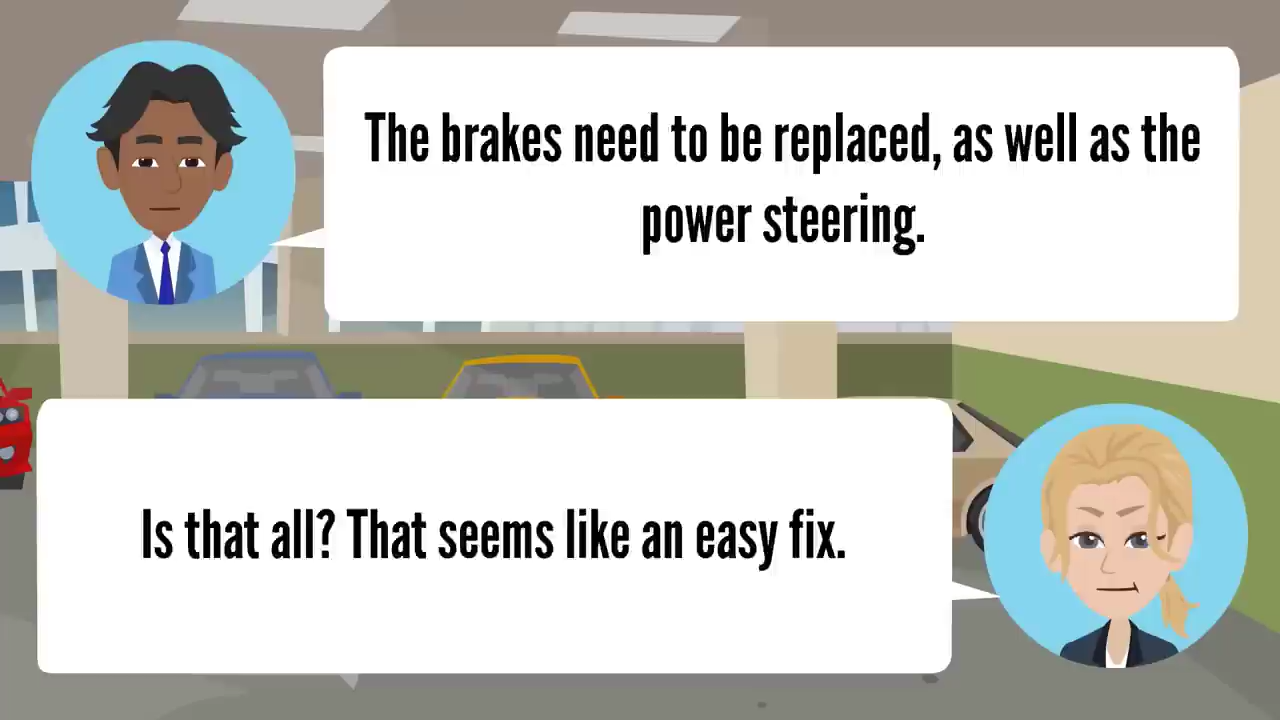 The brakes need to be replaced, as well as the
power steering.
Is that all? That seems like an easy fix.